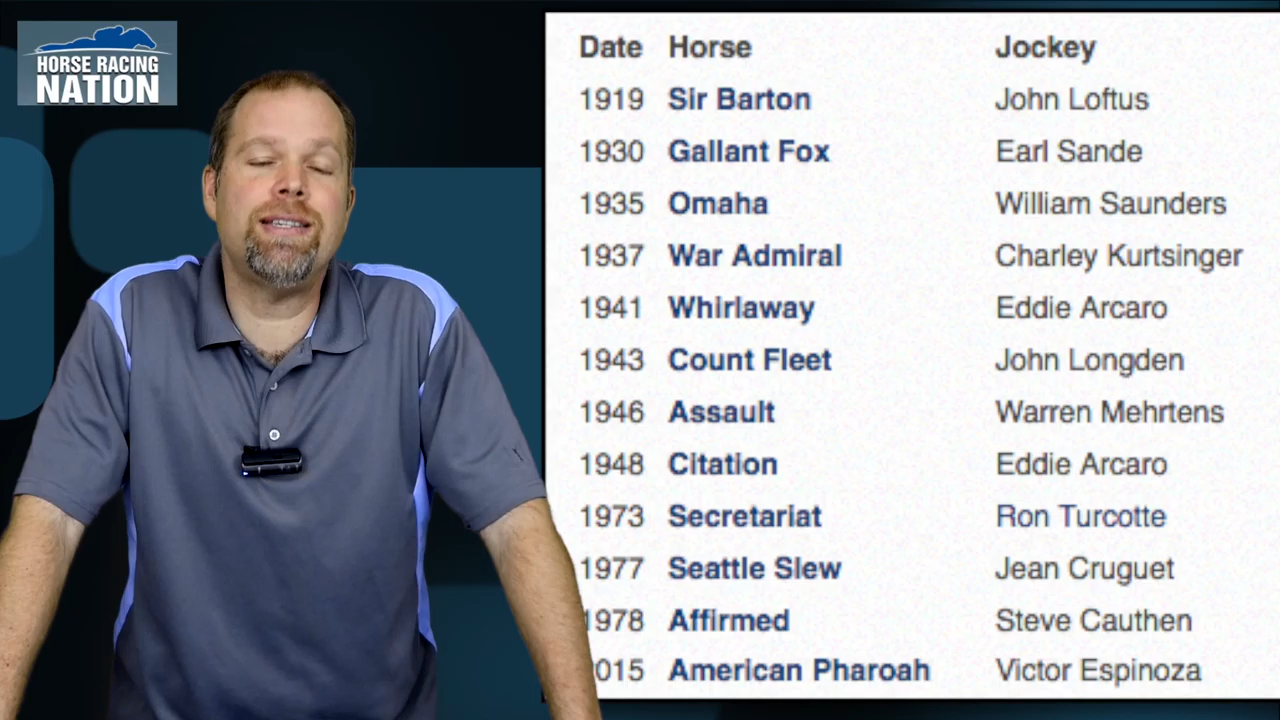 HORSE RACING
NATION
Date Horse Jockey
1919 Sir Barton John Loftus
1930 Gallant Fox Earl Sande
1935 Omaha William Saunders
1937 War Admiral Charley Kurtsinger
1941 Whirlaway Eddie Arcaro
1943 Count Fleet John Longden
1946 Assault Warren Mehrtens
1948 Citation Eddie Arcaro
1973 Secretariat Ron Turcotte
1977 Seattle Slew Jean Cruguet
1978 Affirmed Steve Cauthen
2015 American Pharoah Victor Espinoza